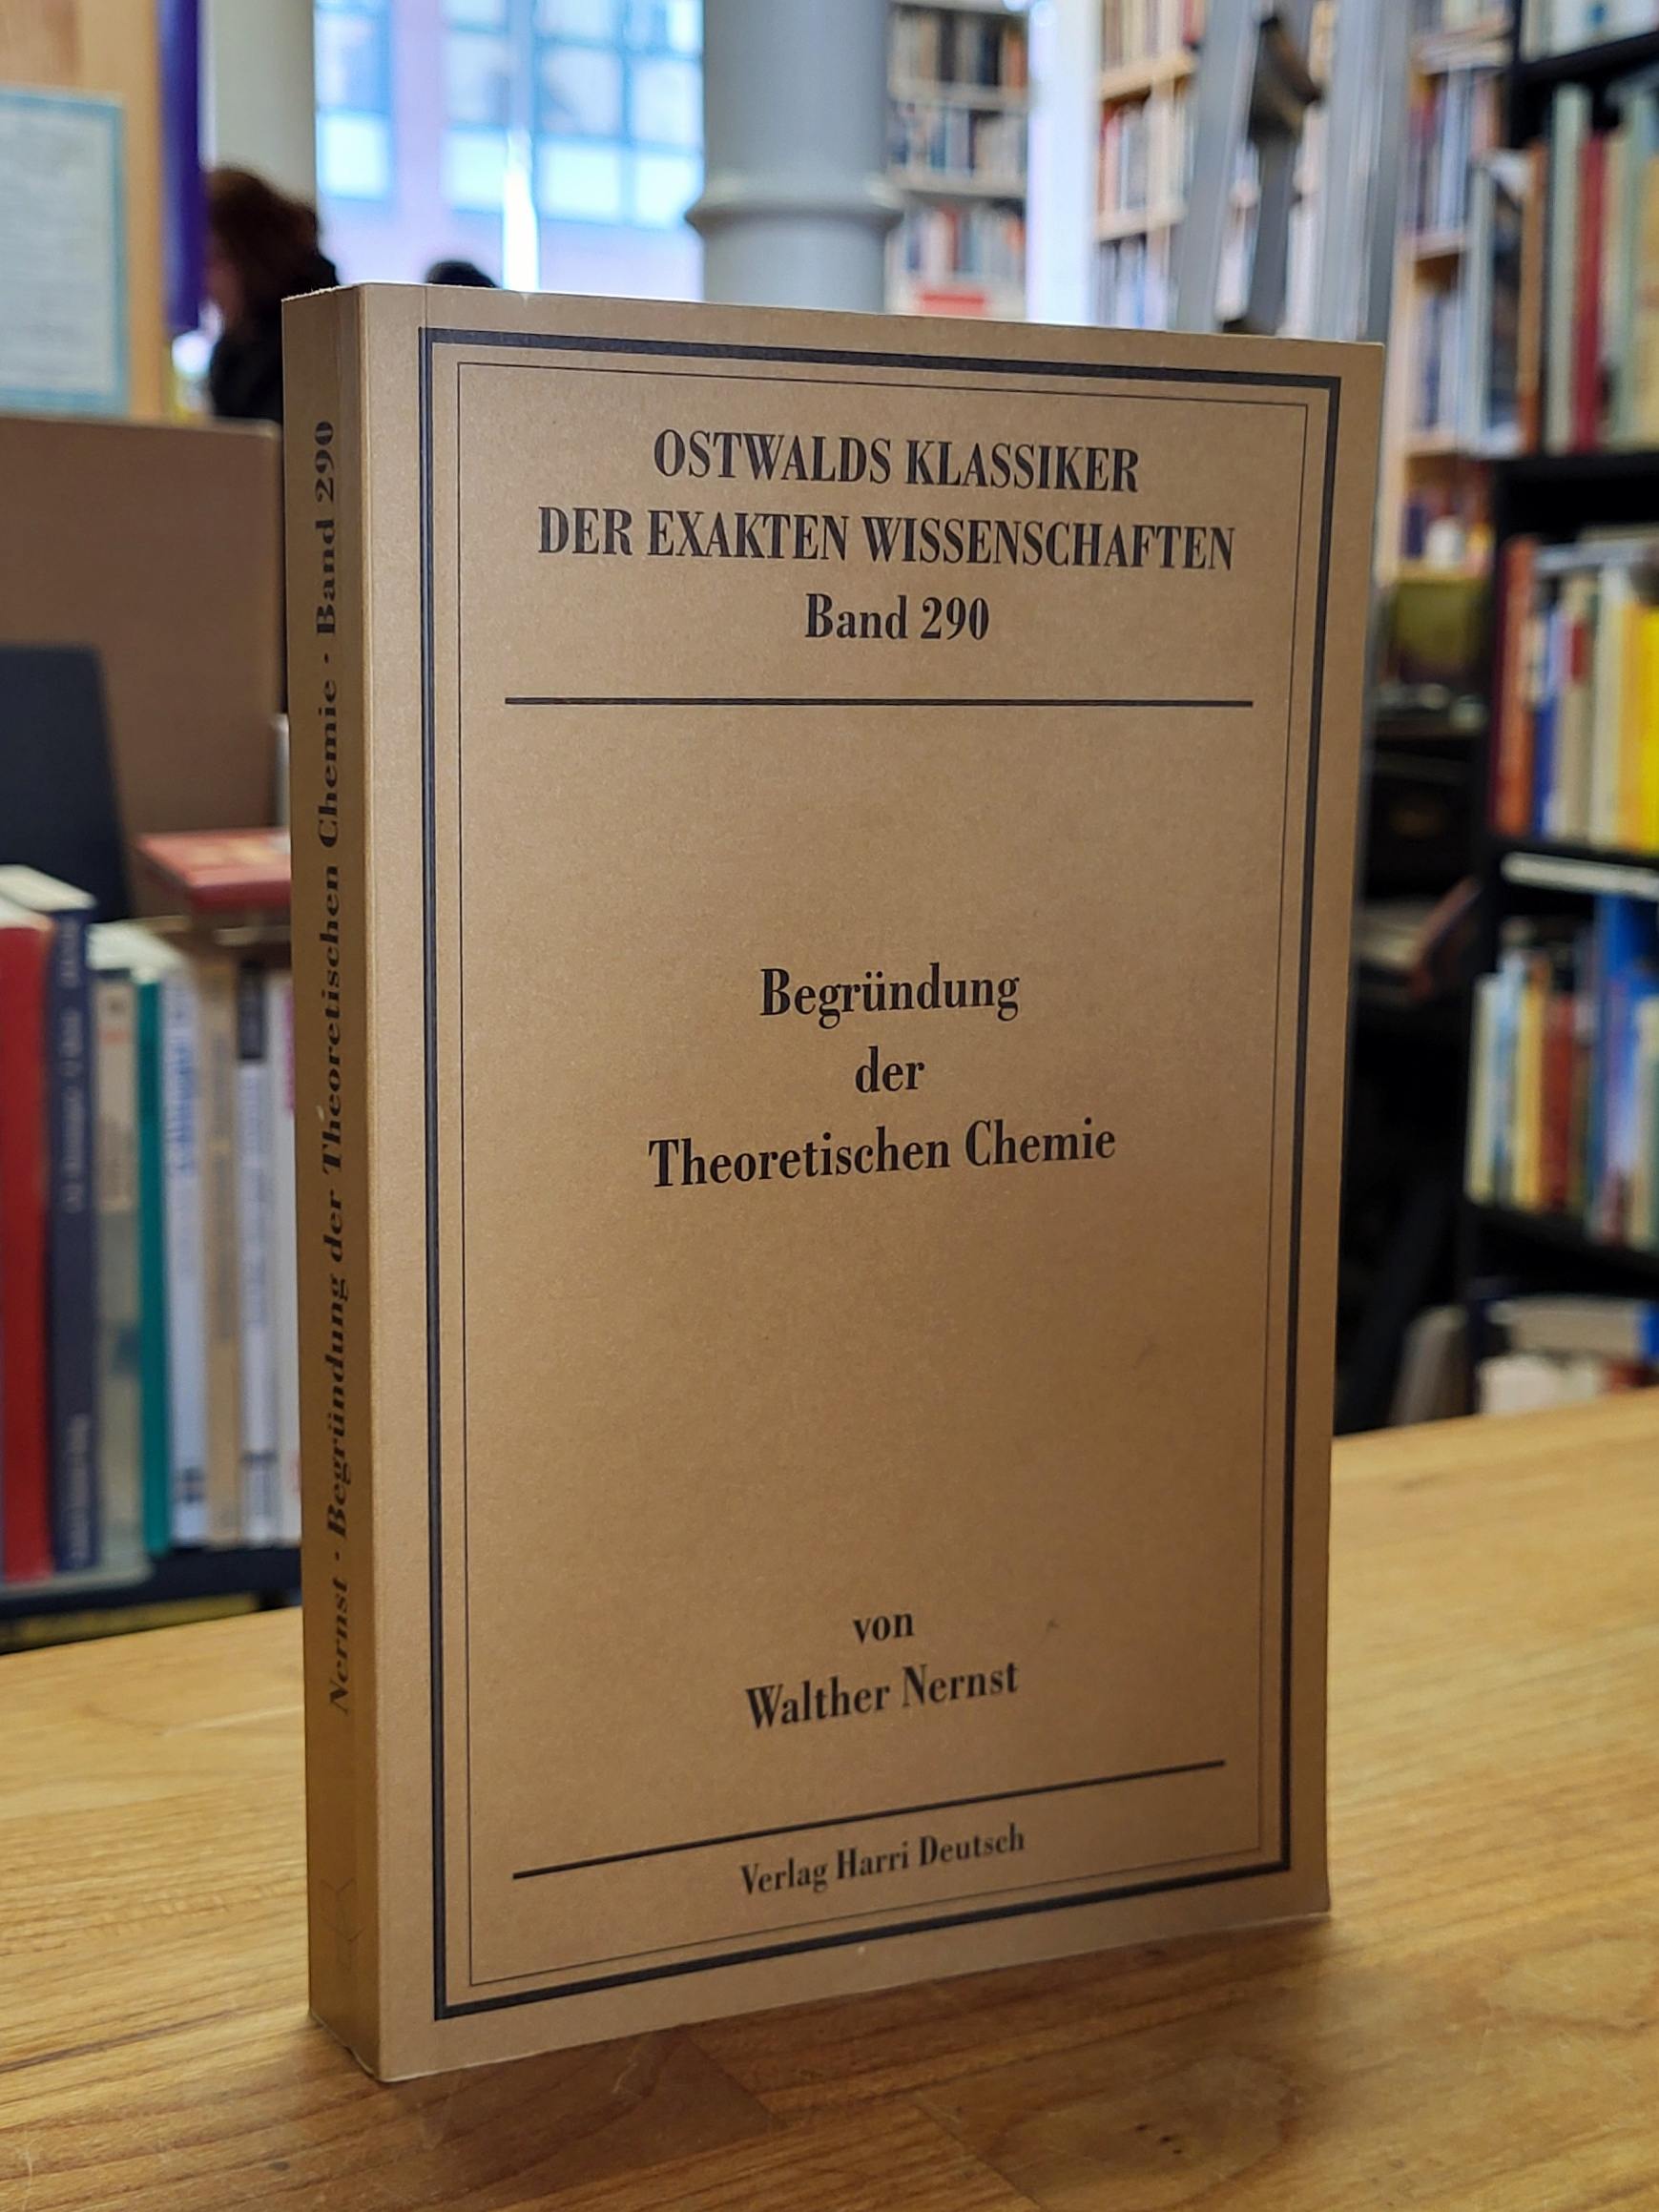 OSTWALDS KLASSIKER
DER EXAKTEN WISSENSCHAFTEN
Band 290
Begründung
der
Theoretischen Chemie
von
Walther Nernst
Verlag Harri Deutsch
Nernst · Begründung der Theoretischen Chemie · Band 290